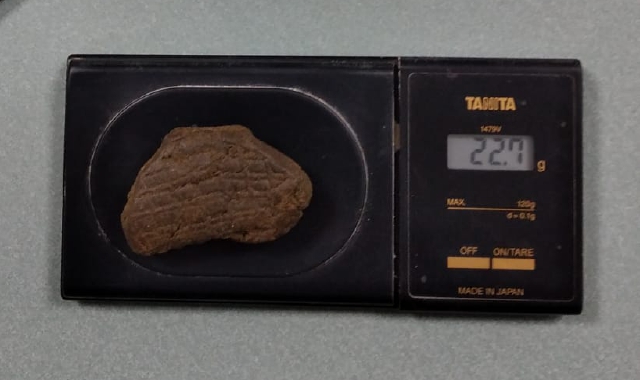 TANITA
1479V
22.7 g
MAX. 120g
d = 0.1g
OFF ON/TARE
MADE IN JAPAN